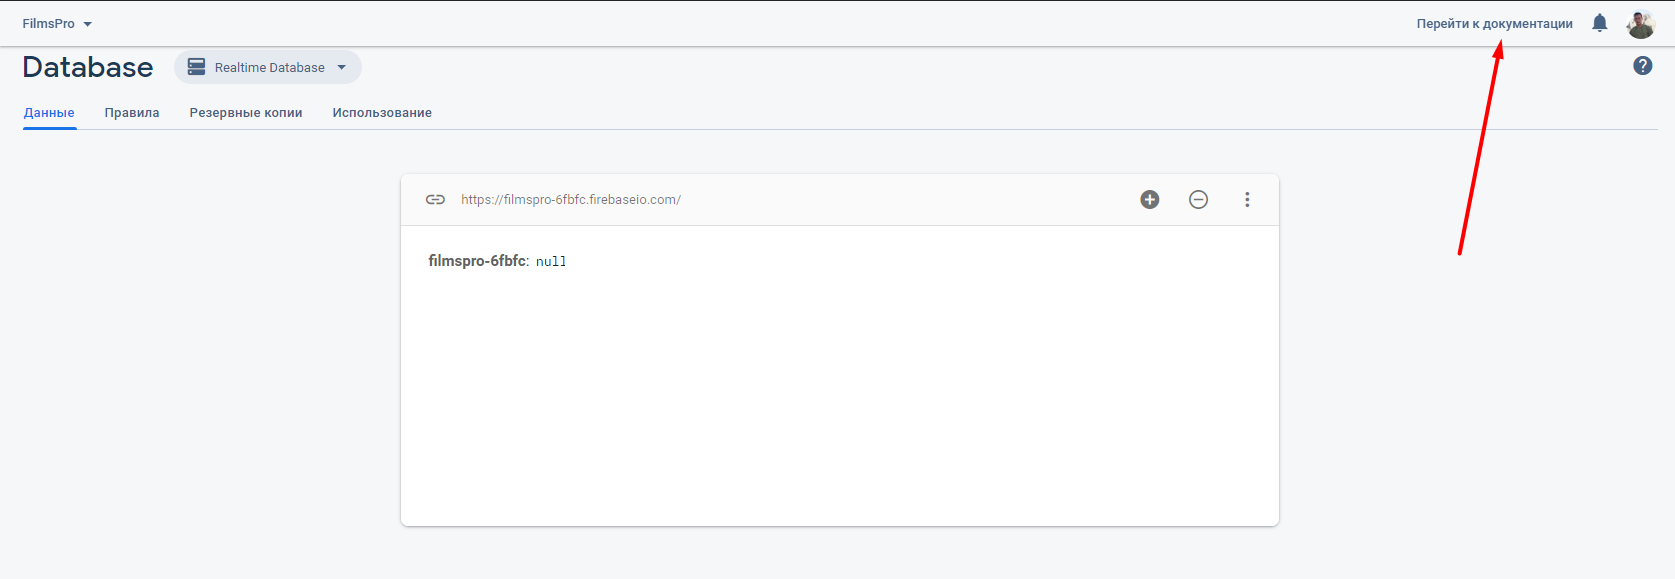 FilmsPro
Перейти к документации
Database
Realtime Database
?
Данные Правила Резервные копии Использование
https://filmspro-6fbfc.firebaseio.com/
filmspro-6fbfc: null